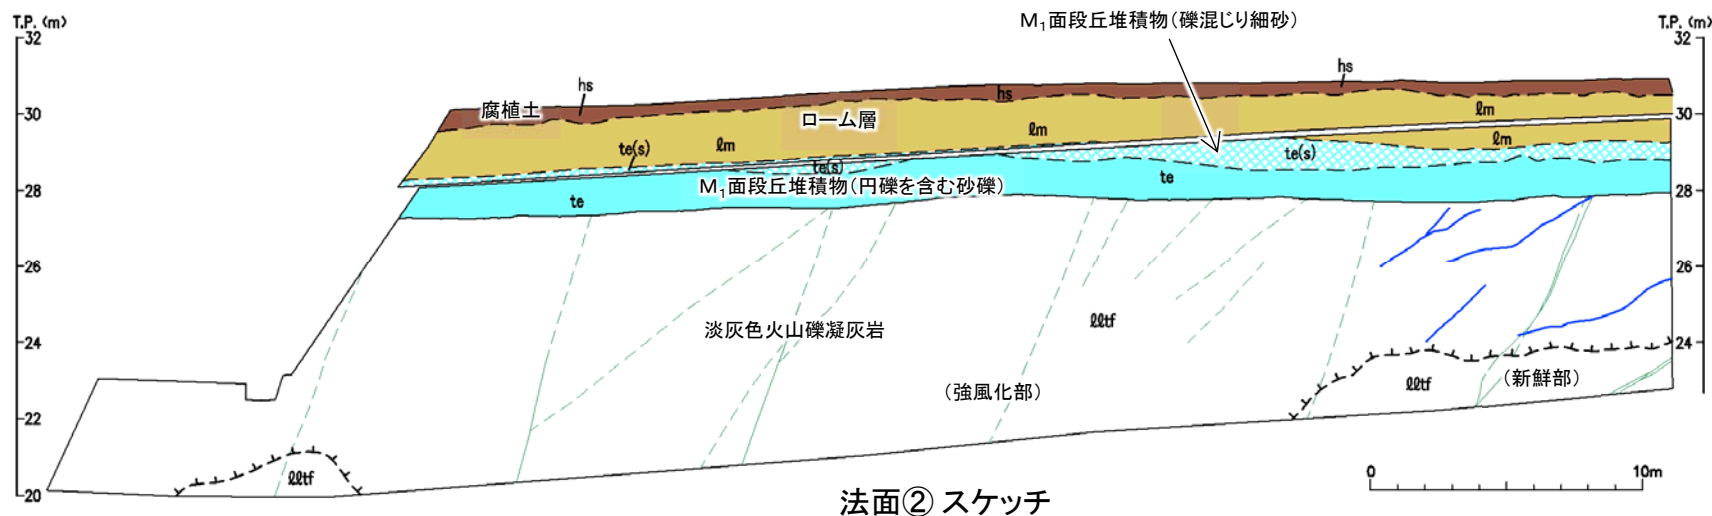 M₁面段丘堆積物(礫混じり細砂)
T.P. (m)
T.P. (m)
32
32
hs
hs
hs
腐植土
30
30
ローム層
ℓm
ℓm
ℓm
ℓm
te(s)
te(s)
te(s)
28
28
M₁面段丘堆積物(円礫を含む砂礫)
te
te
26
26
淡灰色火山礫凝灰岩
ℓℓtf
24
24
(強風化部)
ℓℓtf
(新鮮部)
22
ℓℓtf
20
0
10m
法面② スケッチ